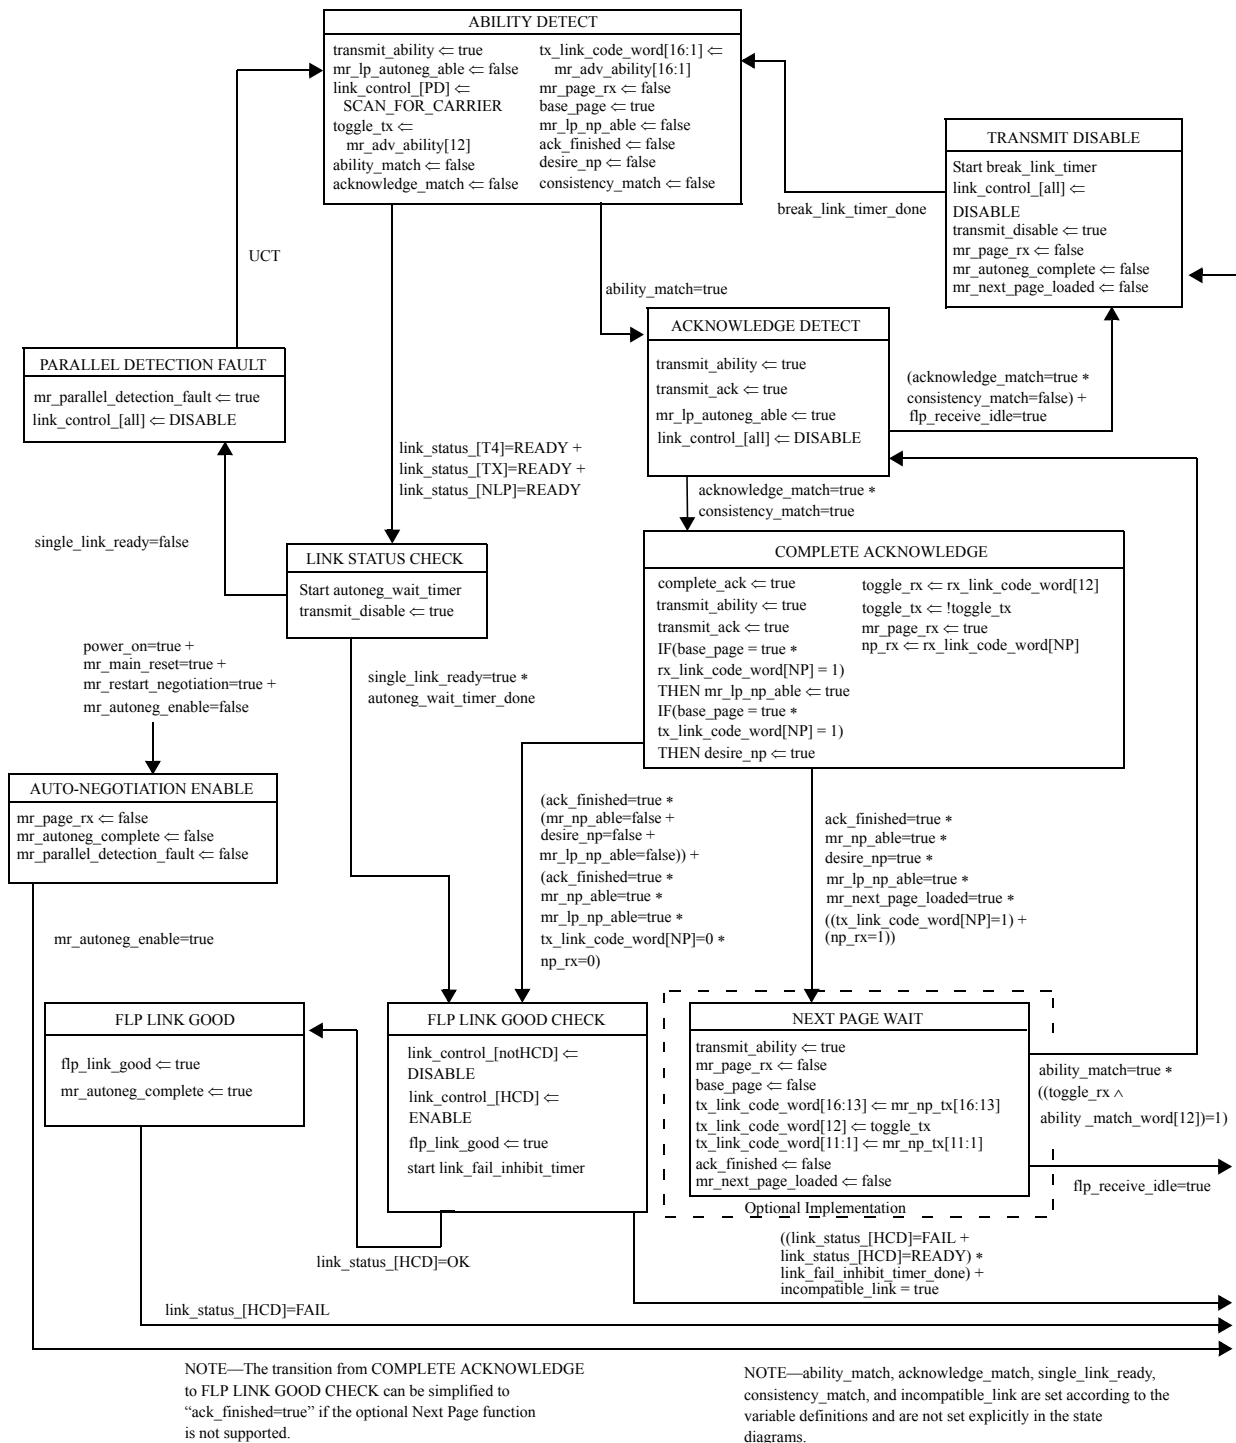 ABILITY DETECT
transmit_ability ⇐ true
mr_lp_autoneg_able ⇐ false
link_control_[PD] ⇐
SCAN_FOR_CARRIER
toggle_tx ⇐
mr_adv_ability[12]
ability_match ⇐ false
acknowledge_match ⇐ false
tx_link_code_word[16:1] ⇐
mr_adv_ability[16:1]
mr_page_rx ⇐ false
base_page ⇐ true
mr_lp_np_able ⇐ false
ack_finished ⇐ false
desire_np ⇐ false
consistency_match ⇐ false
TRANSMIT DISABLE
Start break_link_timer
link_control_[all] ⇐
DISABLE
transmit_disable ⇐ true
mr_page_rx ⇐ false
mr_autoneg_complete ⇐ false
mr_next_page_loaded ⇐ false
break_link_timer_done
UCT
ability_match=true
ACKNOWLEDGE DETECT
transmit_ability ⇐ true
transmit_ack ⇐ true
mr_lp_autoneg_able ⇐ true
link_control_[all] ⇐ DISABLE
(acknowledge_match=true ∗
consistency_match=false) +
flp_receive_idle=true
PARALLEL DETECTION FAULT
mr_parallel_detection_fault ⇐ true
link_control_[all] ⇐ DISABLE
link_status_[T4]=READY +
link_status_[TX]=READY +
link_status_[NLP]=READY
acknowledge_match=true ∗
consistency_match=true
single_link_ready=false
LINK STATUS CHECK
Start autoneg_wait_timer
transmit_disable ⇐ true
COMPLETE ACKNOWLEDGE
complete_ack ⇐ true
transmit_ability ⇐ true
transmit_ack ⇐ true
IF(base_page = true ∗
rx_link_code_word[NP] = 1)
THEN mr_lp_np_able ⇐ true
IF(base_page = true ∗
tx_link_code_word[NP] = 1)
THEN desire_np ⇐ true
toggle_rx ⇐ rx_link_code_word[12]
toggle_tx ⇐ !toggle_tx
mr_page_rx ⇐ true
np_rx ⇐ rx_link_code_word[NP]
power_on=true +
mr_main_reset=true +
mr_restart_negotiation=true +
mr_autoneg_enable=false
single_link_ready=true ∗
autoneg_wait_timer_done
AUTO-NEGOTIATION ENABLE
mr_page_rx ⇐ false
mr_autoneg_complete ⇐ false
mr_parallel_detection_fault ⇐ false
(ack_finished=true ∗
(mr_np_able=false +
desire_np=false +
mr_lp_np_able=false)) +
(ack_finished=true ∗
mr_np_able=true ∗
mr_lp_np_able=true ∗
tx_link_code_word[NP]=0 ∗
np_rx=0)
ack_finished=true ∗
mr_np_able=true ∗
desire_np=true ∗
mr_lp_np_able=true ∗
mr_next_page_loaded=true ∗
((tx_link_code_word[NP]=1) +
(np_rx=1))
mr_autoneg_enable=true
FLP LINK GOOD
flp_link_good ⇐ true
mr_autoneg_complete ⇐ true
FLP LINK GOOD CHECK
link_control_[notHCD] ⇐
DISABLE
link_control_[HCD] ⇐
ENABLE
flp_link_good ⇐ true
start link_fail_inhibit_timer
NEXT PAGE WAIT
transmit_ability ⇐ true
mr_page_rx ⇐ false
base_page ⇐ false
tx_link_code_word[16:13] ⇐ mr_np_tx[16:13]
tx_link_code_word[12] ⇐ toggle_tx
tx_link_code_word[11:1] ⇐ mr_np_tx[11:1]
ack_finished ⇐ false
mr_next_page_loaded ⇐ false
Optional Implementation
ability_match=true ∗
((toggle_rx ∧
ability _match_word[12])=1)
flp_receive_idle=true
link_status_[HCD]=OK
((link_status_[HCD]=FAIL +
link_status_[HCD]=READY) ∗
link_fail_inhibit_timer_done) +
incompatible_link = true
link_status_[HCD]=FAIL
NOTE—The transition from COMPLETE ACKNOWLEDGE
to FLP LINK GOOD CHECK can be simplified to
“ack_finished=true” if the optional Next Page function
is not supported.
NOTE—ability_match, acknowledge_match, single_link_ready,
consistency_match, and incompatible_link are set according to the
variable definitions and are not set explicitly in the state
diagrams.